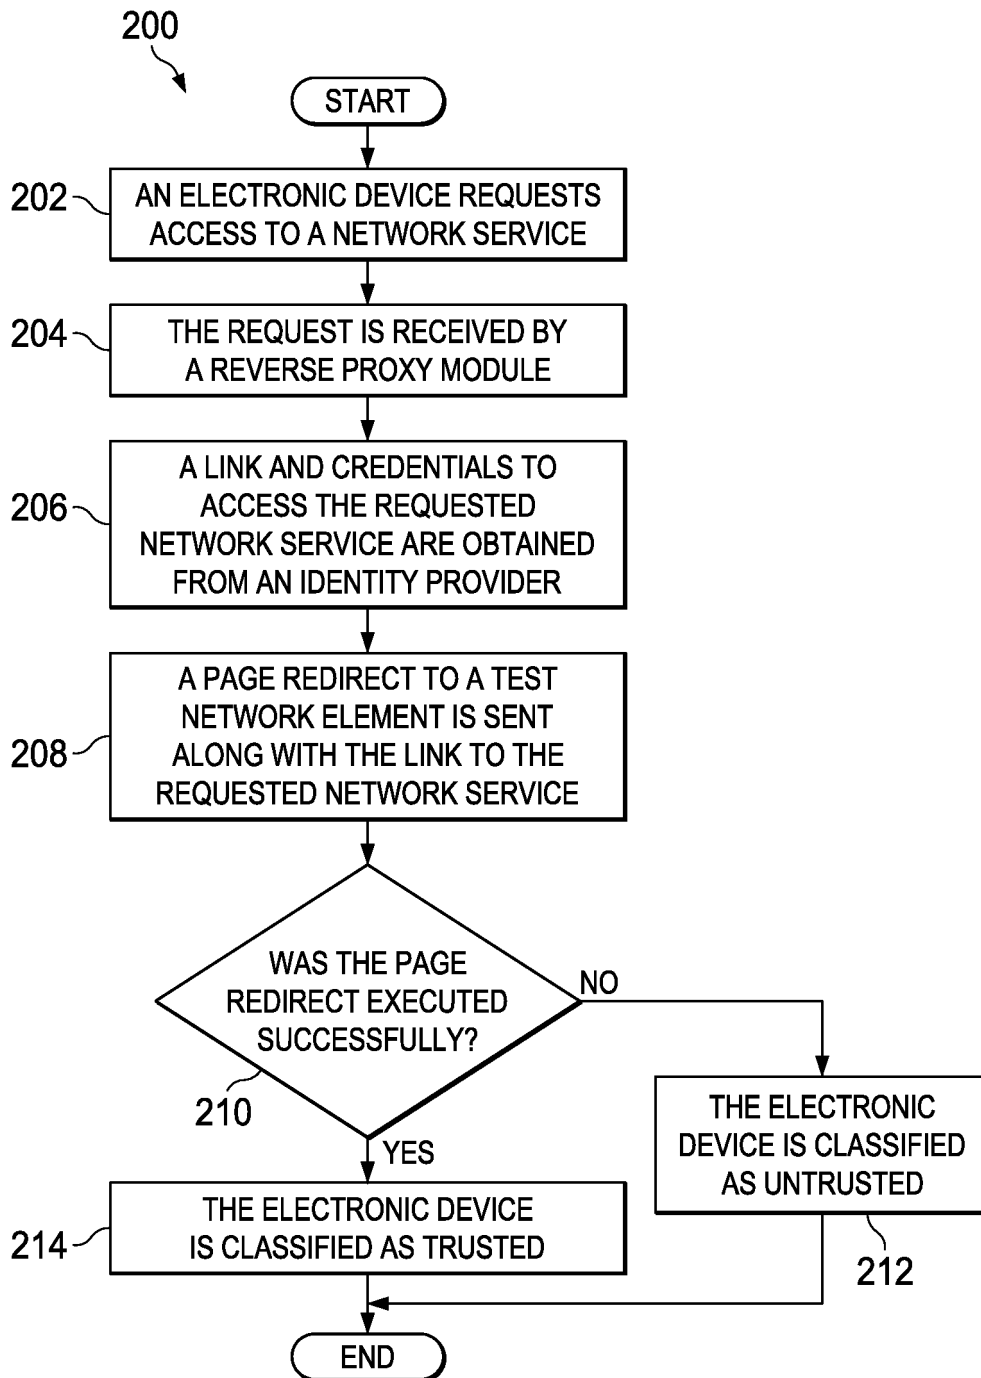 200
START
202
AN ELECTRONIC DEVICE REQUESTS
ACCESS TO A NETWORK SERVICE
204
THE REQUEST IS RECEIVED BY
A REVERSE PROXY MODULE
206
A LINK AND CREDENTIALS TO
ACCESS THE REQUESTED
NETWORK SERVICE ARE OBTAINED
FROM AN IDENTITY PROVIDER
208
A PAGE REDIRECT TO A TEST
NETWORK ELEMENT IS SENT
ALONG WITH THE LINK TO THE
REQUESTED NETWORK SERVICE
WAS THE PAGE
REDIRECT EXECUTED
SUCCESSFULLY?
210
NO
YES
THE ELECTRONIC
DEVICE IS CLASSIFIED
AS UNTRUSTED
212
214
THE ELECTRONIC DEVICE
IS CLASSIFIED AS TRUSTED
END